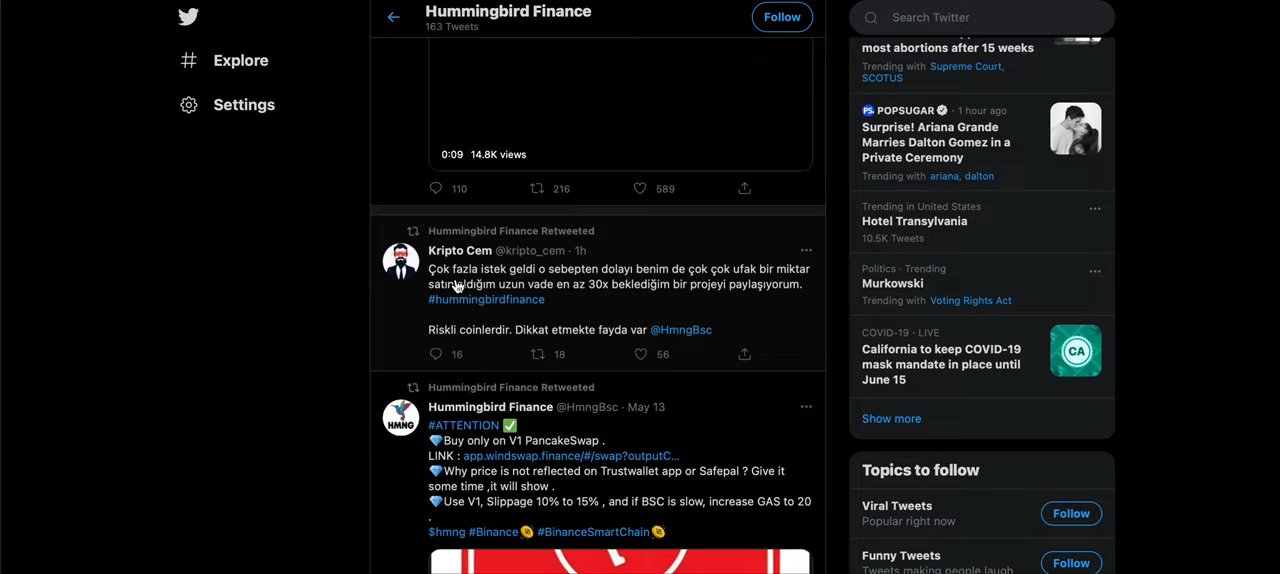 Explore
Settings
Hummingbird Finance
163 Tweets
Follow
0:09 14.8K views
110 216 589
Hummingbird Finance Retweeted
Kripto Cem @kripto_cem · 1h
Çok fazla istek geldi o sebepten dolayı benim de çok çok ufak bir miktar
uzun vade en az 30x beklediğim bir projeyi paylaşıyorum.
#hummingbirdfinance
Riskli coinlerdir. Dikkat etmekte fayda var @HmngBsc
16 18 56
Hummingbird Finance Retweeted
HMNG
Hummingbird Finance @HmngBsc · May 13
#ATTENTION ✅
💎Buy only on V1 PancakeSwap .
LINK : app.windswap.finance/#/swap?outputC...
💎Why price is not reflected on Trustwallet app or Safepal ? Give it
some time ,it will show .
💎Use V1, Slippage 10% to 15% , and if BSC is slow, increase GAS to 20
.
$hmng #Binance #BinanceSmartChain
Search Twitter
most abortions after 15 weeks
Trending with Supreme Court,
SCOTUS
PS POPSUGAR · 1 hour ago
Surprise! Ariana Grande
Marries Dalton Gomez in a
Private Ceremony
Trending with ariana, dalton
Trending in United States
Hotel Transylvania
10.5K Tweets
Politics · Trending
Murkowski
Trending with Voting Rights Act
COVID-19 · LIVE
California to keep COVID-19
mask mandate in place until
June 15
CA
Show more
Topics to follow
Viral Tweets
Popular right now
Follow
Funny Tweets
Tweets making people laugh
Follow